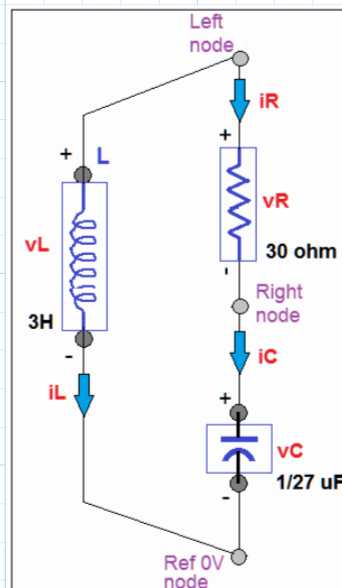 Left
node
iR
+
+ L
vR
vL
30 ohm
-
Right
node
3H
-
iC
iL
+
vC
1/27 uF
-
Ref 0V
node